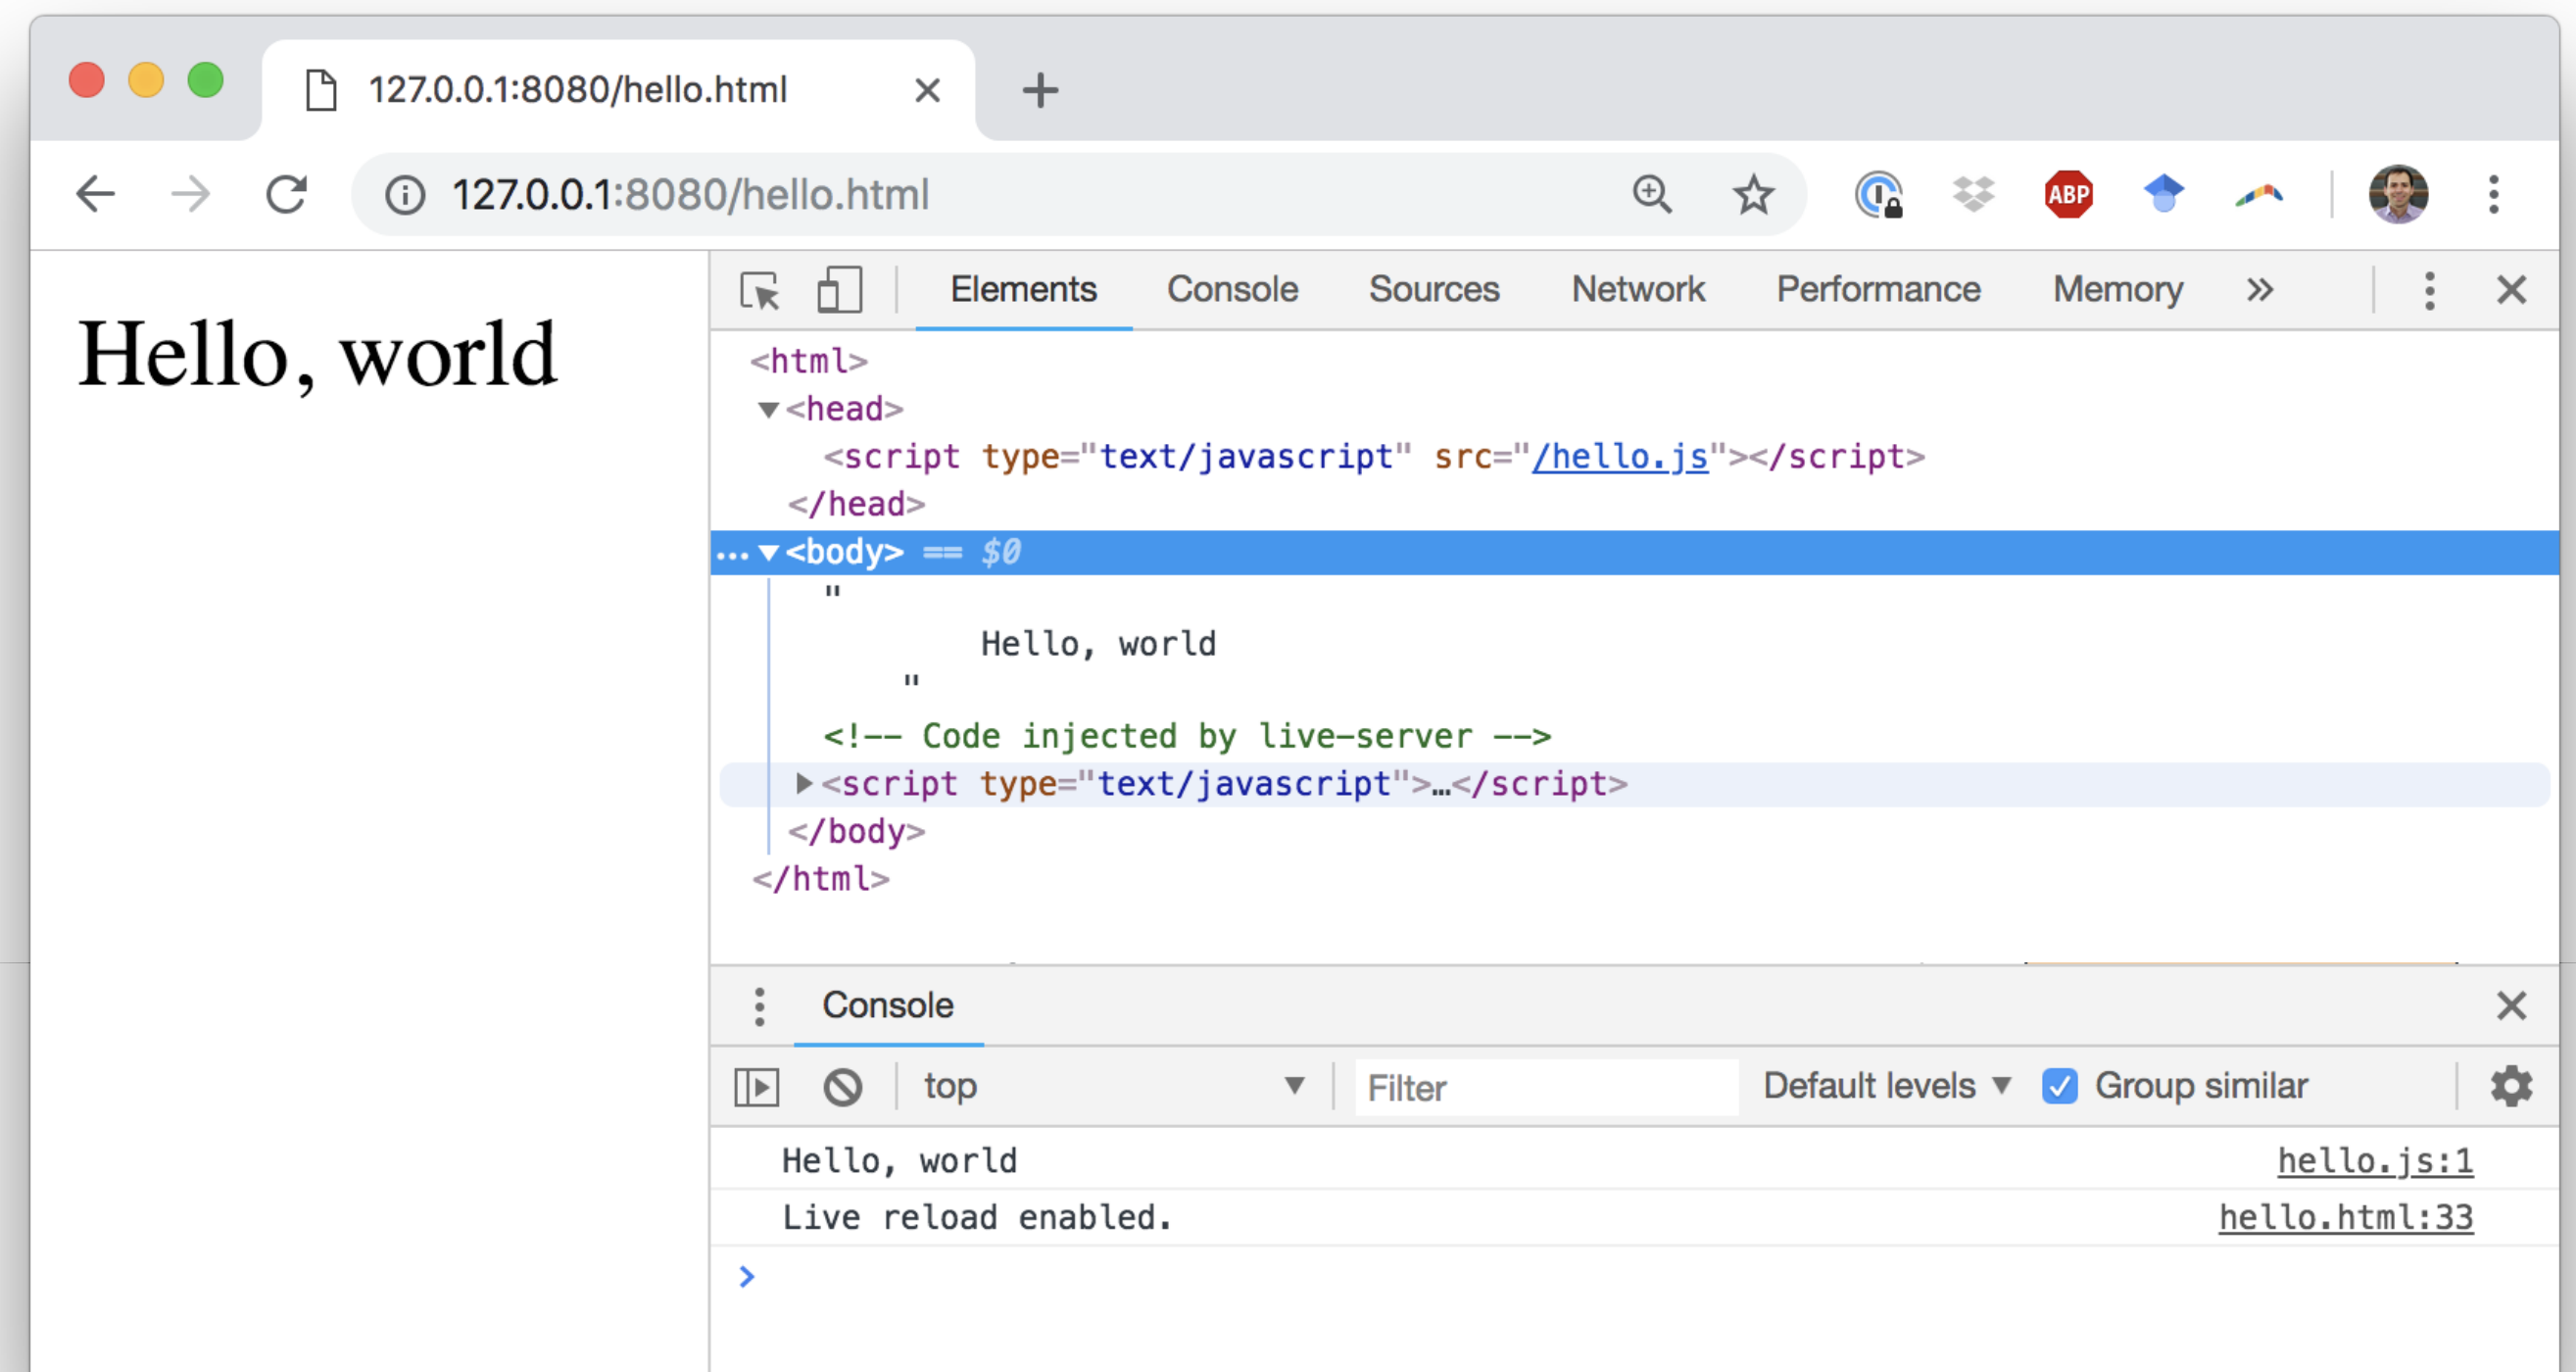 127.0.0.1:8080/hello.html
127.0.0.1:8080/hello.html
ABP
Hello, world
Elements Console Sources Network Performance Memory »
<html>
<head>
<script type="text/javascript" src="/hello.js"></script>
</head>
… <body> == $0
"
Hello, world
"
<!-- Code injected by live-server -->
<script type="text/javascript">…</script>
</body>
</html>
Console
top Filter Default levels Group similar
Hello, world hello.js:1
Live reload enabled. hello.html:33
>